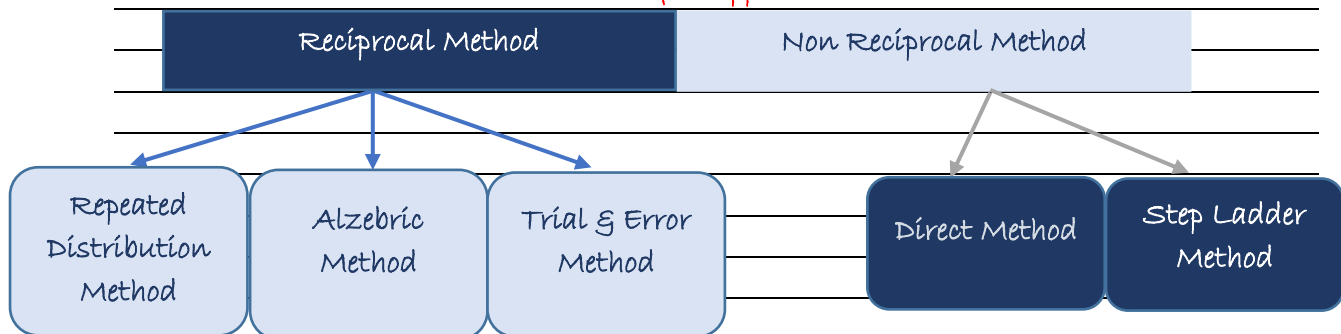 Reciprocal Method
Non Reciprocal Method
Repeated
Distribution
Method
Alzebric
Method
Trial & Error
Method
Direct Method
Step Ladder
Method